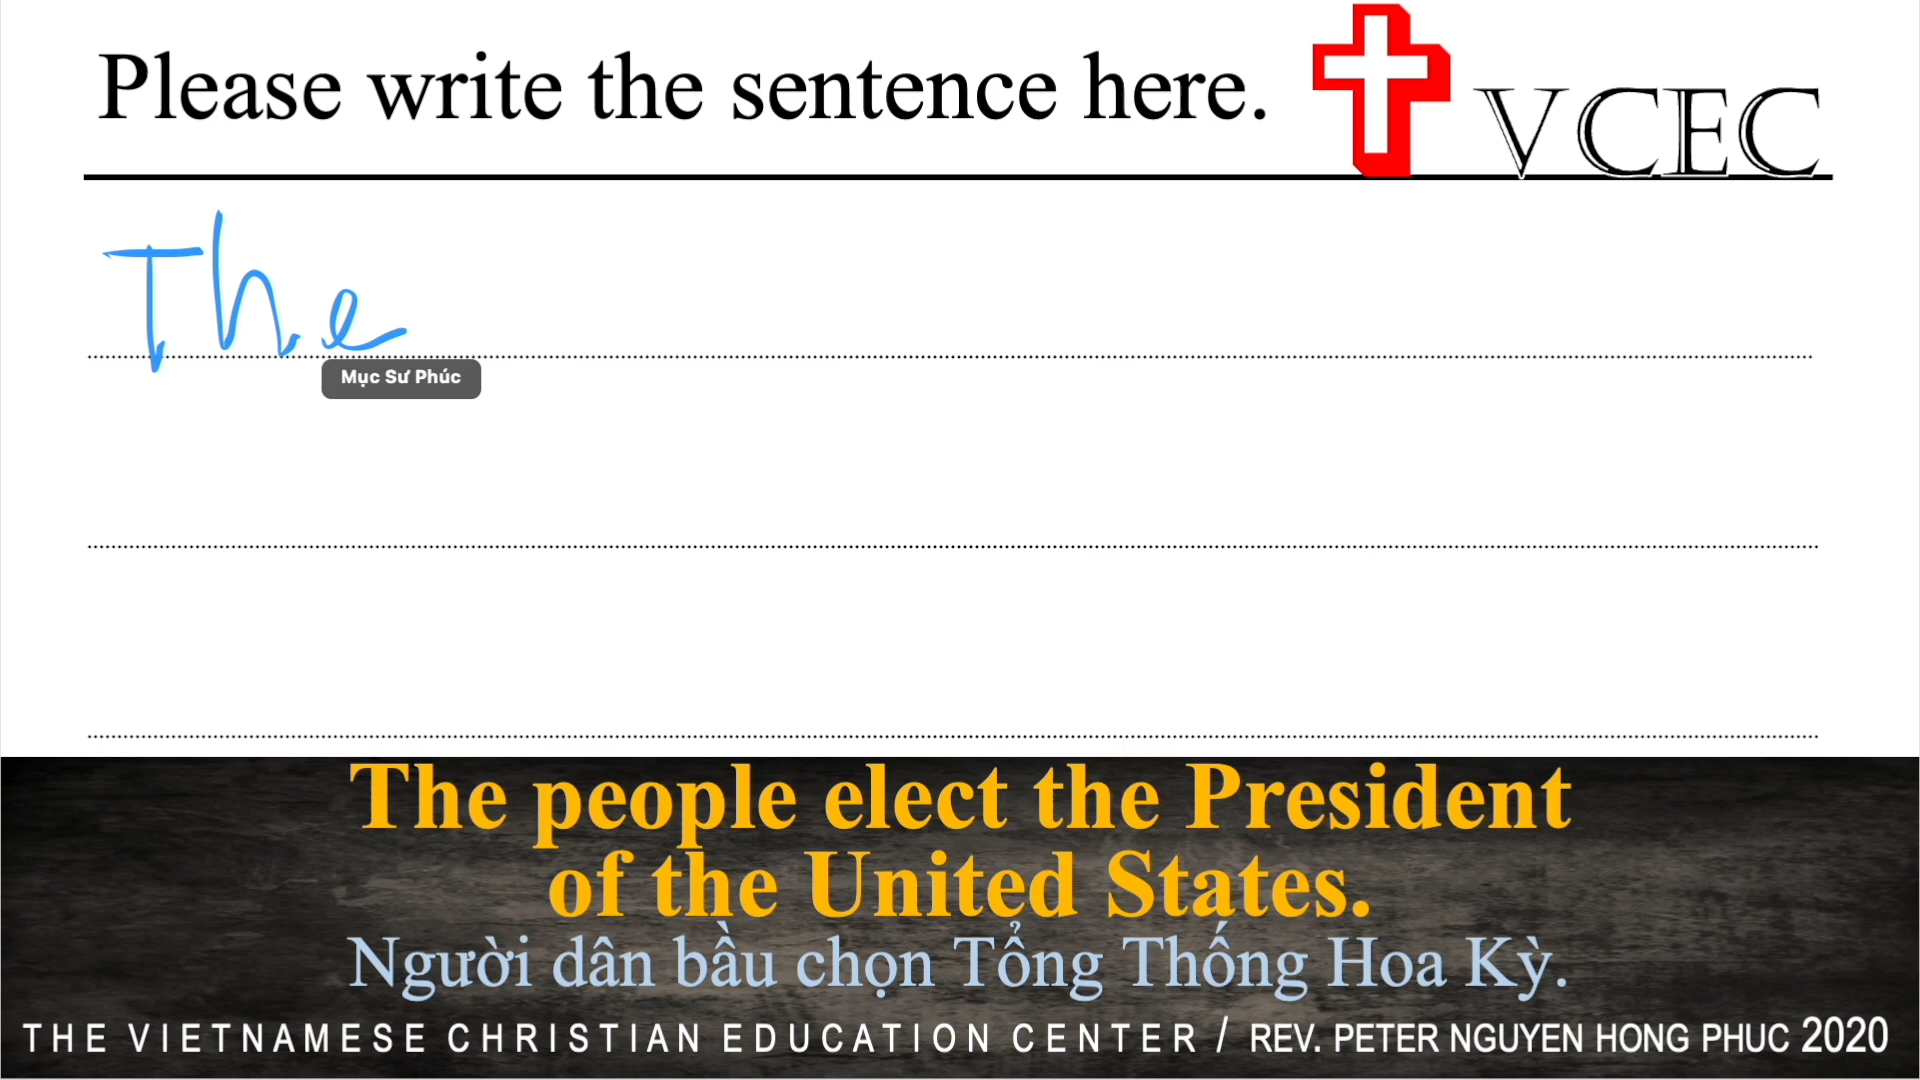 Please write the sentence here.
VCEC
The
Mục Sư Phúc
The people elect the President
of the United States.
Người dân bầu chọn Tổng Thống Hoa Kỳ.
THE VIETNAMESE CHRISTIAN EDUCATION CENTER / REV. PETER NGUYEN HONG PHUC 2020